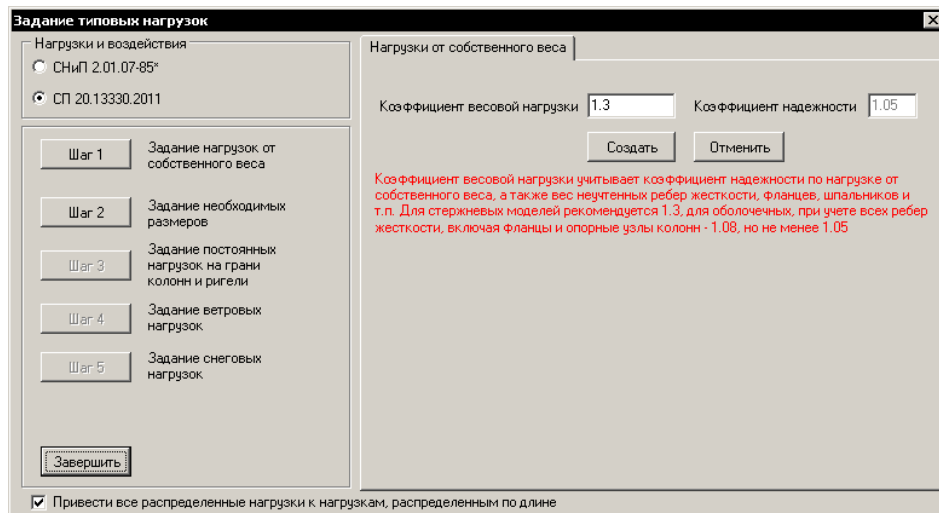 Задание типовых нагрузок
Нагрузки и воздействия
СНиП 2.01.07-85*
СП 20.13330.2011
Шаг 1
Задание нагрузок от
собственного веса
Шаг 2
Задание необходимых
размеров
Шаг 3
Задание постоянных
нагрузок на грани
колонн и ригели
Шаг 4
Задание ветровых
нагрузок
Шаг 5
Задание снеговых
нагрузок
Завершить
Нагрузки от собственного веса
Коэффициент весовой нагрузки 1.3 Коэффициент надежности 1.05
Создать Отменить
Коэффициент весовой нагрузки учитывает коэффициент надежности по нагрузке от
собственного веса, а также вес неучтенных ребер жесткости, фланцев, шпальников и
т.п. Для стержневых моделей рекомендуется 1.3, для оболочечных, при учете всех ребер
жесткости, включая фланцы и опорные узлы колонн - 1.08, но не менее 1.05
Привести все распределенные нагрузки к нагрузкам, распределенным по длине